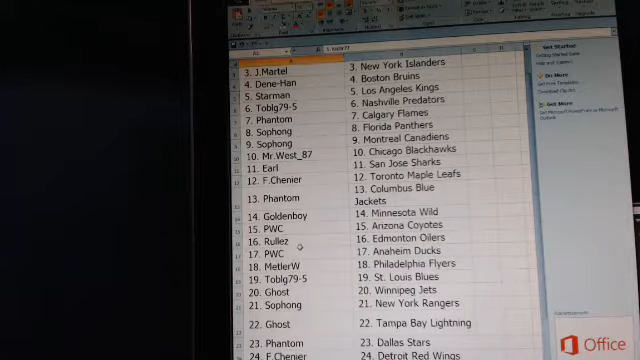 3. J.Martel 3. New York Islanders
4. Dene-Han 4. Boston Bruins
5. Starman 5. Los Angeles Kings
6. Toblg79-5 6. Nashville Predators
7. Phantom 7. Calgary Flames
8. Sophong 8. Florida Panthers
9. Sophong 9. Montreal Canadiens
10. Mr.West_87 10. Chicago Blackhawks
11. Earl 11. San Jose Sharks
12. F.Chenier 12. Toronto Maple Leafs
13. Phantom 13. Columbus Blue
Jackets
14. Goldenboy 14. Minnesota Wild
15. PWC 15. Arizona Coyotes
16. Rullez 16. Edmonton Oilers
17. PWC 17. Anaheim Ducks
18. MetlerW 18. Philadelphia Flyers
19. Toblg79-5 19. St. Louis Blues
20. Ghost 20. Winnipeg Jets
21. Sophong 21. New York Rangers
22. Ghost 22. Tampa Bay Lightning
23. Phantom 23. Dallas Stars
24. F.Chenier 24. Detroit Red Wings
Get Started
Do More
Get More
Office